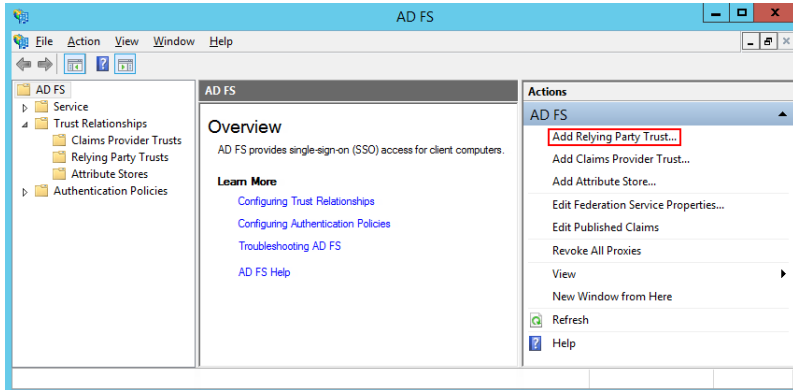 AD FS
File Action View Window Help
AD FS
Service
Trust Relationships
Claims Provider Trusts
Relying Party Trusts
Attribute Stores
Authentication Policies
AD FS
Overview
AD FS provides single-sign-on (SSO) access for client computers.
Learn More
Configuring Trust Relationships
Configuring Authentication Policies
Troubleshooting AD FS
AD FS Help
Actions
AD FS
Add Relying Party Trust...
Add Claims Provider Trust...
Add Attribute Store...
Edit Federation Service Properties...
Edit Published Claims
Revoke All Proxies
View
New Window from Here
Refresh
Help